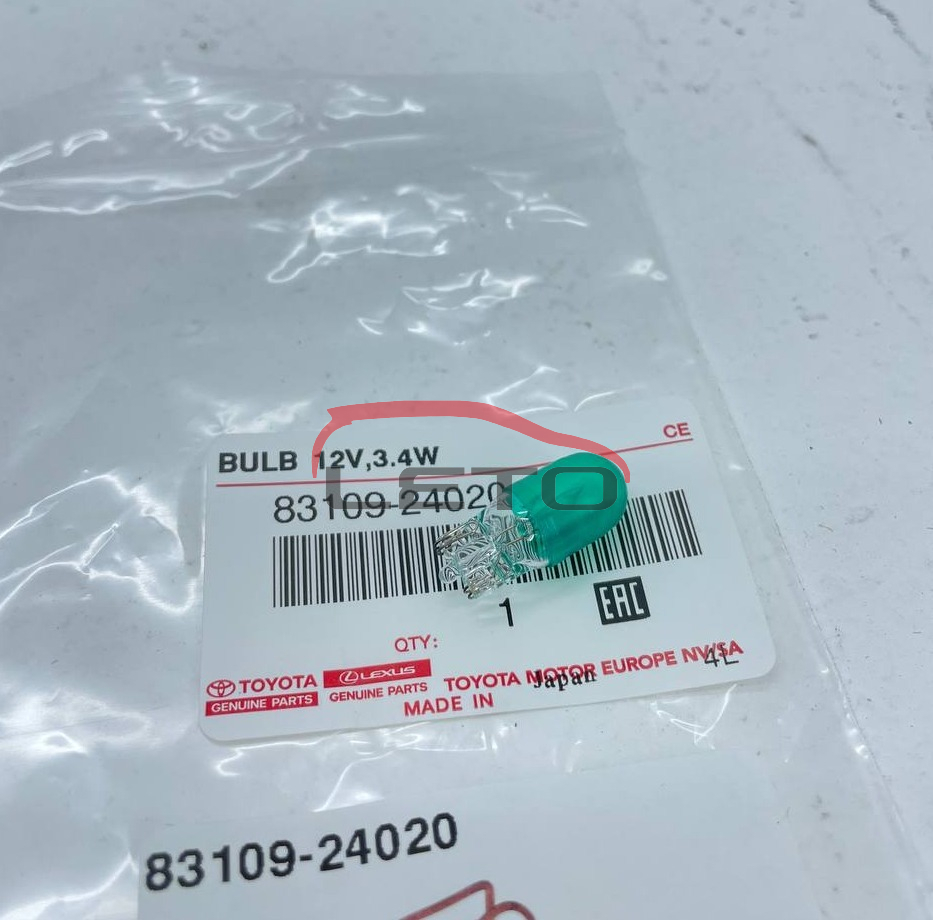 CE
BULB 12V,3.4W
83109-24020
LETO
1
EAC
QTY:
TOYOTA
GENUINE PARTS
LEXUS
GENUINE PARTS
TOYOTA MOTOR EUROPE NV/SA
4L
MADE IN Japan
83109-24020